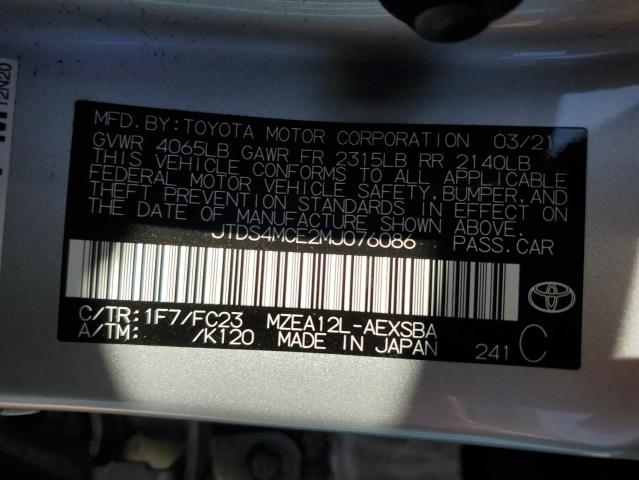 12N20
MFD. BY: TOYOTA MOTOR CORPORATION 03/21
GVWR 4065LB GAWR FR 2315LB RR 2140LB
THIS VEHICLE CONFORMS TO ALL APPLICABLE
FEDERAL MOTOR VEHICLE SAFETY, BUMPER, AND
THEFT PREVENTION STANDARDS IN EFFECT ON
THE DATE OF MANUFACTURE SHOWN ABOVE.
JTDS4MCE2MJ076086 PASS.CAR
C/TR: 1F7/FC23 MZEA12L-AEXSBA
A/TM: /K120 MADE IN JAPAN 241 C